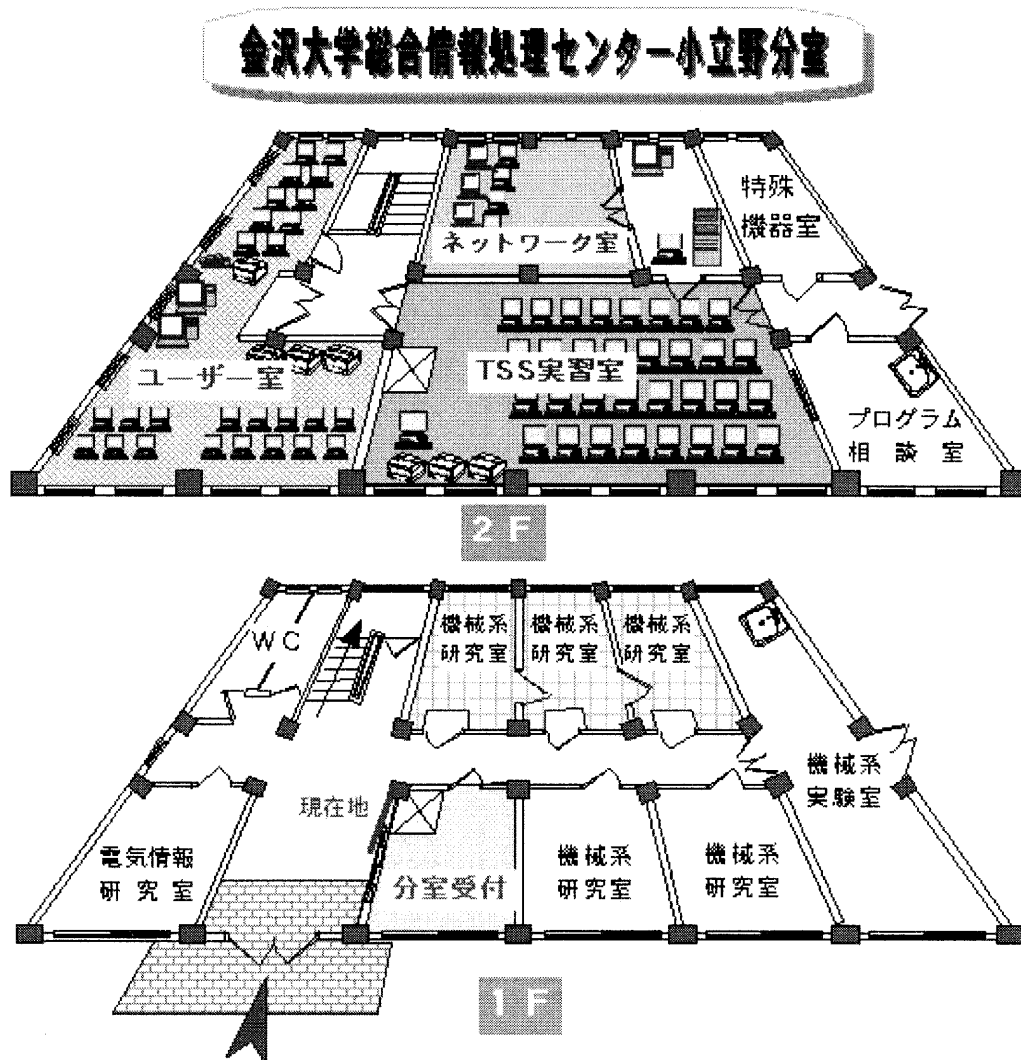 金沢大学総合情報処理センター小立野分室
特殊
機器室
ネットワーク室
ユーザー室
TSS実習室
プログラム
相談室
2F
WC
機械系
研究室
機械系
研究室
機械系
研究室
機械系
実験室
現在地
電気情報
研究室
分室受付
機械系
研究室
機械系
研究室
1F